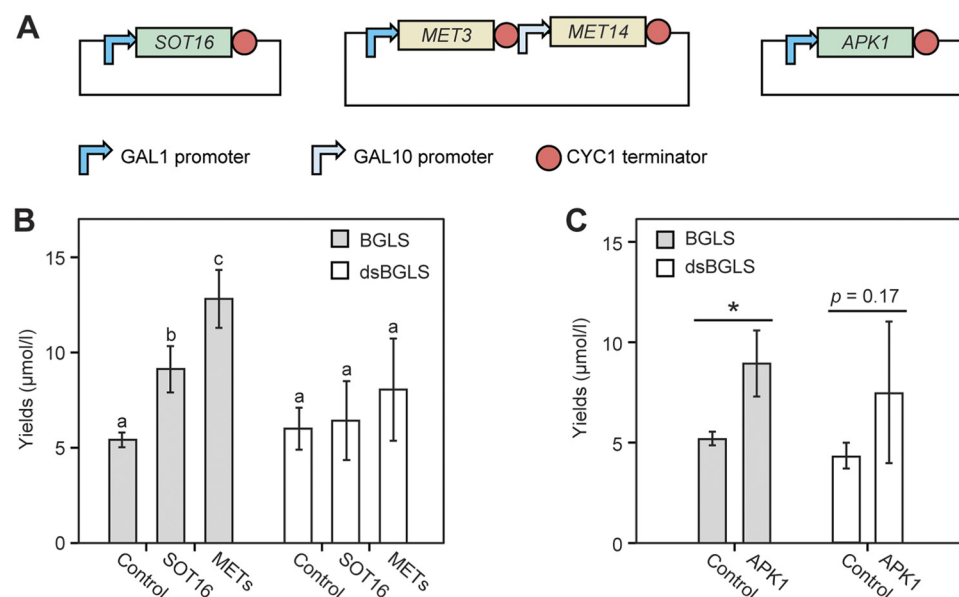 A
SOT16
MET3
MET14
APK1
GAL1 promoter
GAL10 promoter
CYC1 terminator
B
Yields (µmol/l)
15
10
5
0
BGLS
dsBGLS
a
b
c
a
a
a
Control
SOT16
METs
Control
SOT16
METs
C
Yields (µmol/l)
15
10
5
0
BGLS
dsBGLS
*
p = 0.17
Control
APK1
Control
APK1